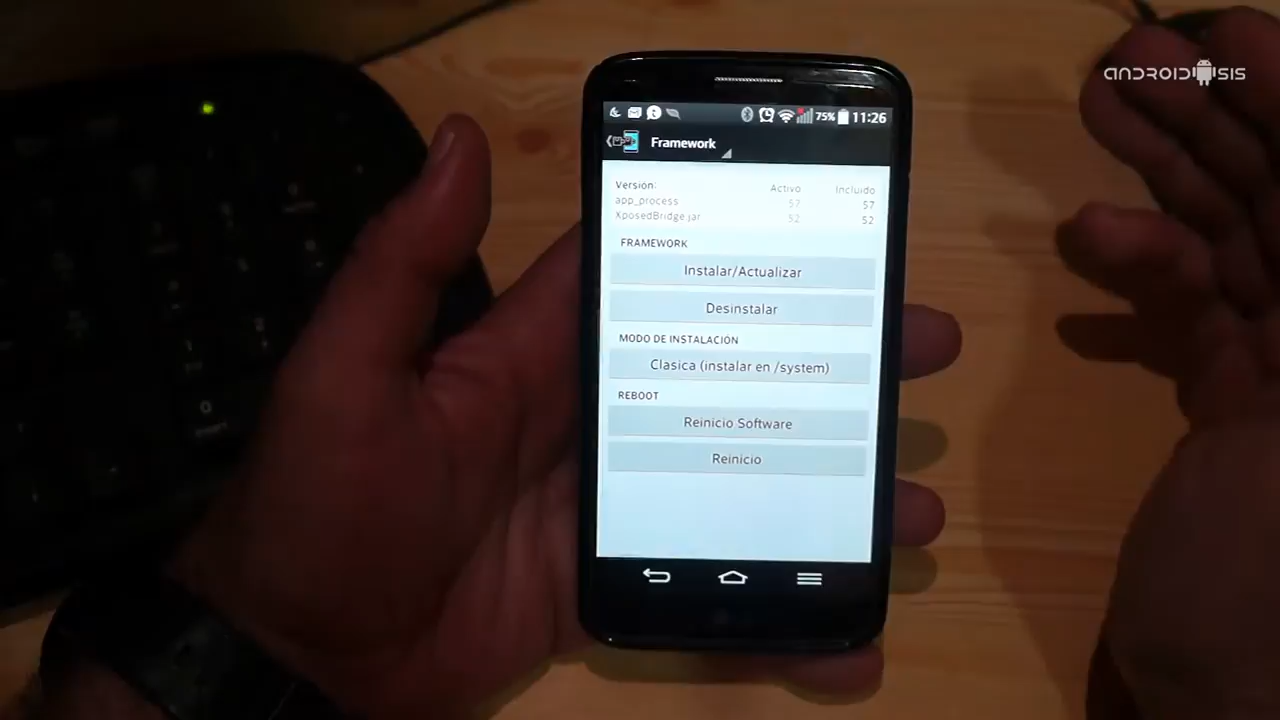 ANDROIDSIS
75% 11:26
Framework
Versión: Activo Incluido
app_process 57 57
XposedBridge.jar 52 52
FRAMEWORK
Instalar/Actualizar
Desinstalar
MODO DE INSTALACIÓN
Clasica (instalar en /system)
REBOOT
Reinicio Software
Reinicio